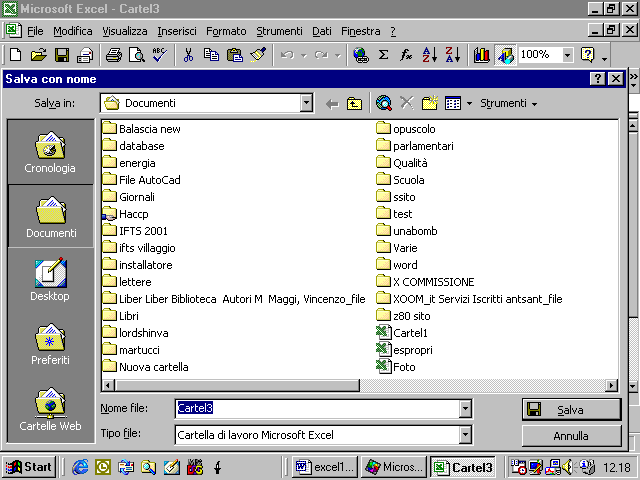 Microsoft Excel - Cartel3
File Modifica Visualizza Inserisci Formato Strumenti Dati Finestra ?
ABC Σ fx A Z Z A 100% ?
Salva con nome
Salva in: Documenti Strumenti
Cronologia
Documenti
Desktop
Preferiti
Cartelle Web
Balascia new
database
energia
File AutoCad
Giornali
Haccp
IFTS 2001
ifts villaggio
installatore
lettere
Liber Liber Biblioteca Autori M Maggi, Vincenzo_file
Libri
lordshinva
martucci
Nuova cartella
opuscolo
parlamentari
Qualità
Scuola
ssito
test
unabomb
Varie
word
X COMMISSIONE
XOOM_it Servizi Iscritti antsant_file
z80 sito
Cartel1
espropri
Foto
Nome file: Cartel3 Salva
Tipo file: Cartella di lavoro Microsoft Excel Annulla
Start excel1... Micros... Cartel3 12.18